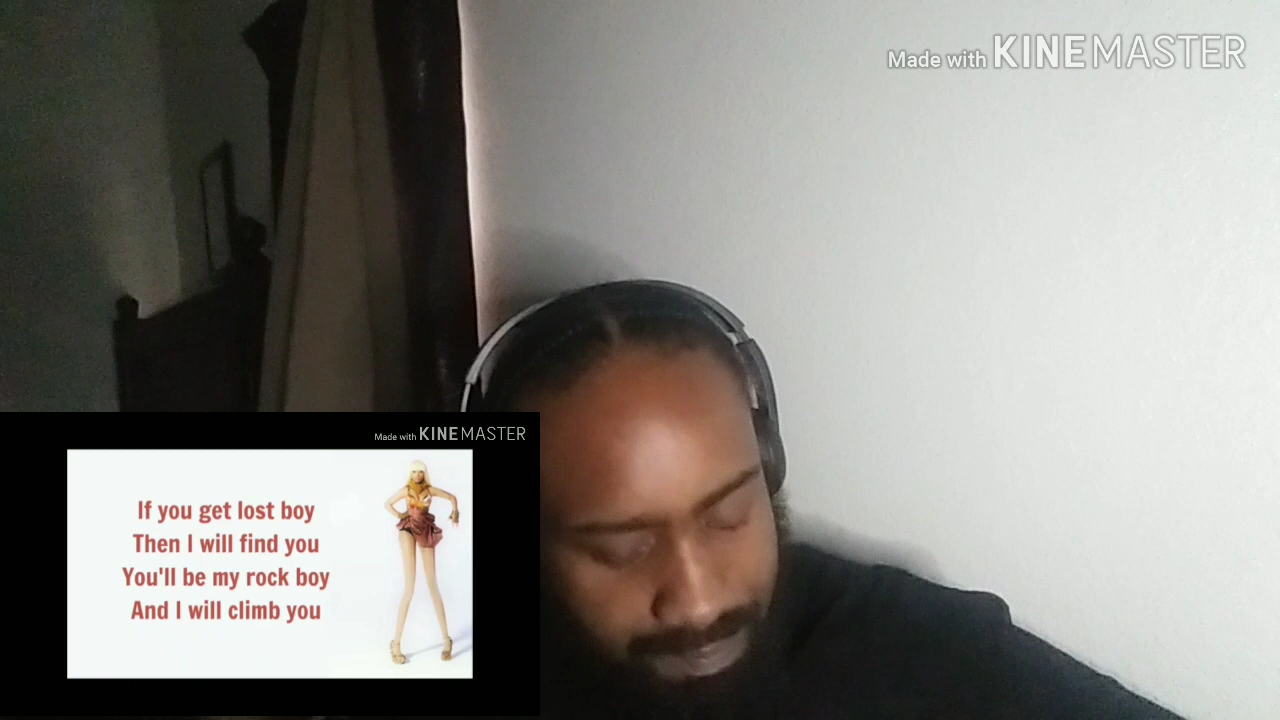 Made with KINEMASTER
Made with KINEMASTER
If you get lost boy
Then I will find you
You'll be my rock boy
And I will climb you